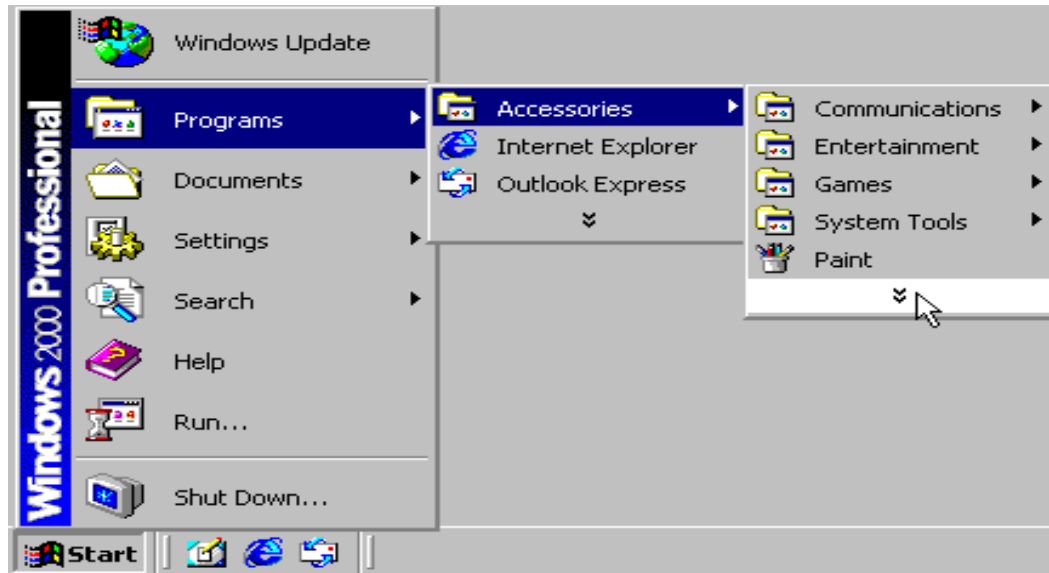 Windows 2000 Professional
Windows Update
Programs
Documents
Settings
Search
Help
Run...
Shut Down...
Accessories
Internet Explorer
Outlook Express
Communications
Entertainment
Games
System Tools
Paint
Start